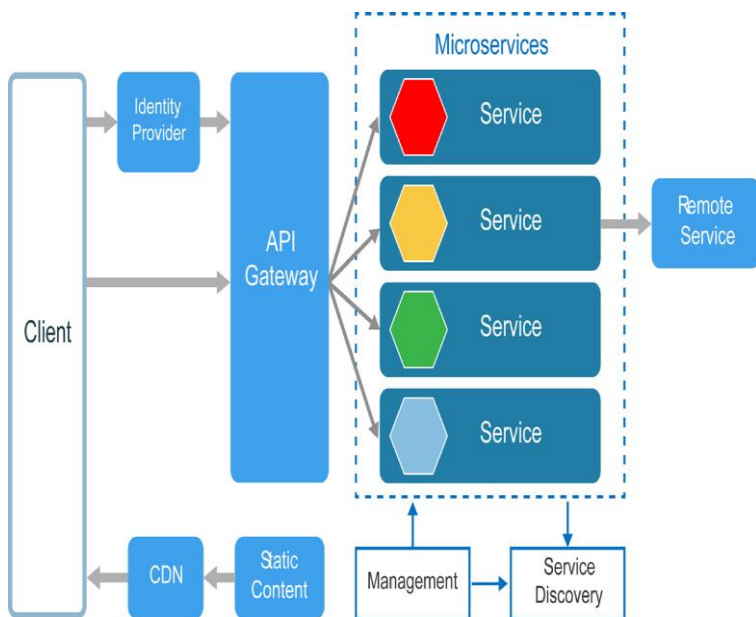 Microservices
Client
Identity
Provider
API
Gateway
Service
Service
Service
Service
Remote
Service
CDN
Static
Content
Management
Service
Discovery